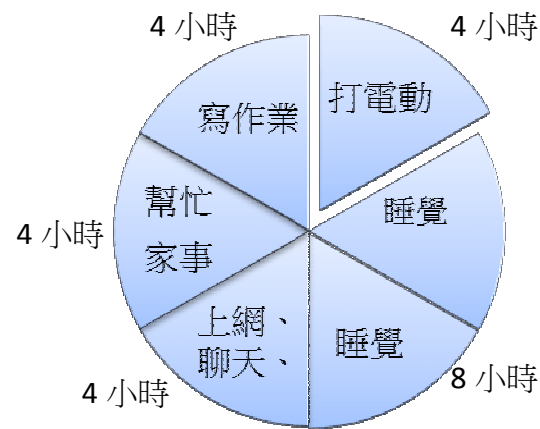 4 小時
4 小時
打電動
寫作業
睡覺
幫忙
家事
4 小時
上網、
聊天、
睡覺
4 小時
8 小時